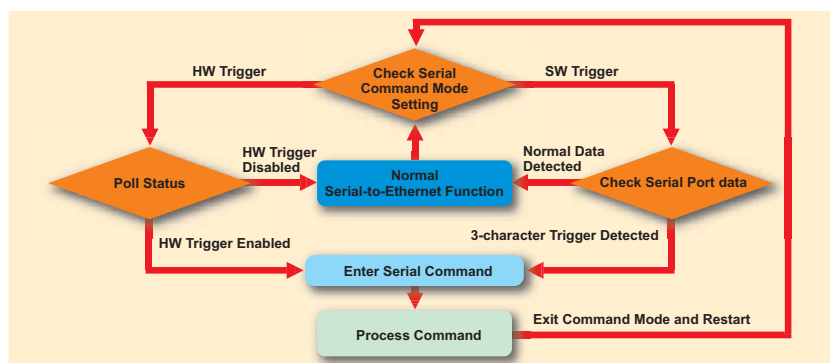 HW Trigger
Check Serial
Command Mode
Setting
SW Trigger
Poll Status
HW Trigger
Disabled
Normal
Serial-to-Ethernet Function
Normal Data
Detected
Check Serial Port data
HW Trigger Enabled
3-character Trigger Detected
Enter Serial Command
Process Command
Exit Command Mode and Restart